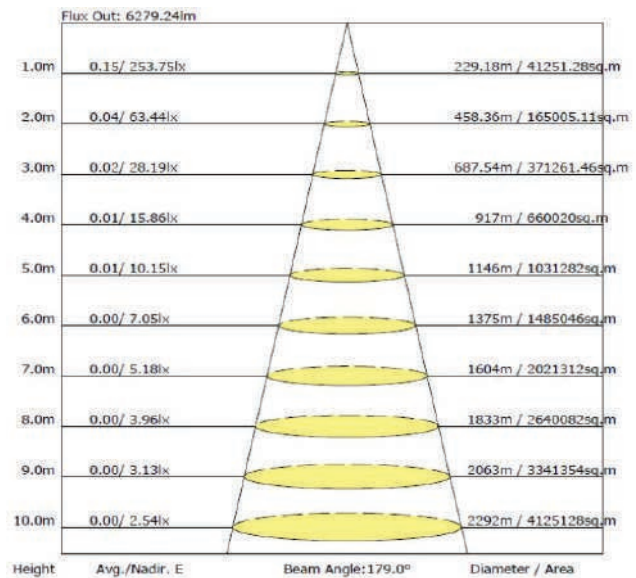 Flux Out: 6279.24lm
1.0m 0.15/ 253.75lx 229.18m / 41251.28sq.m
2.0m 0.04/ 63.44lx 458.36m / 165005.11sq.m
3.0m 0.02/ 28.19lx 687.54m / 371261.46sq.m
4.0m 0.01/ 15.86lx 917m / 660020sq.m
5.0m 0.01/ 10.15lx 1146m / 1031282sq.m
6.0m 0.00/ 7.05lx 1375m / 1485046sq.m
7.0m 0.00/ 5.18lx 1604m / 2021312sq.m
8.0m 0.00/ 3.96lx 1833m / 2640082sq.m
9.0m 0.00/ 3.13lx 2063m / 3341354sq.m
10.0m 0.00/ 2.54lx 2292m / 4125128sq.m
Height Avg./Nadir. E Beam Angle:179.0° Diameter / Area